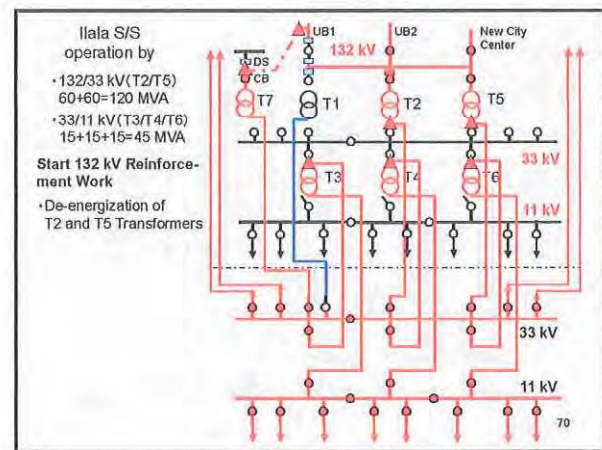 Ilala S/S
operation by
・132/33 kV(T2/T5)
60+60=120 MVA
・33/11 kV(T3/T4/T6)
15+15+15=45 MVA
Start 132 kV Reinforce-
ment Work
・De-energization of
T2 and T5 Transformers
UB1
UB2
New City
Center
132 kV
DS
CB
T7
T1
T2
T5
33 kV
T3
T4
T6
11 kV
33 kV
11 kV
70